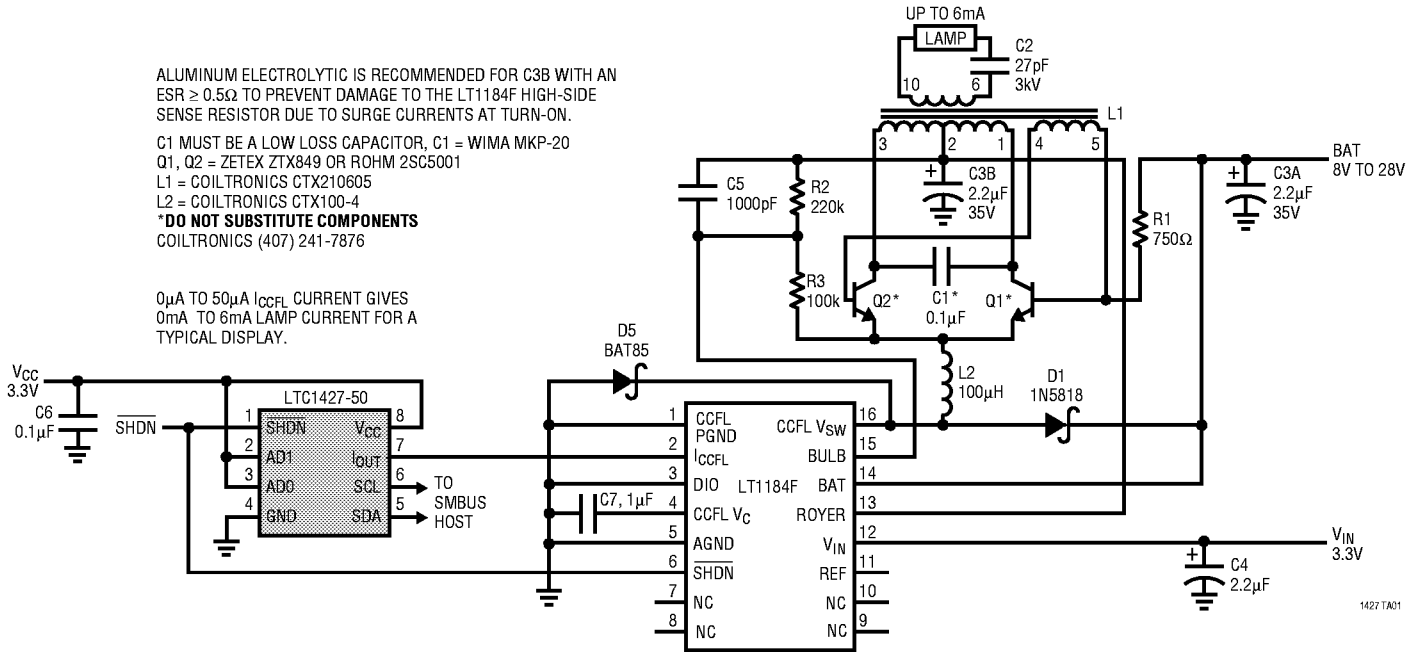 UP TO 6mA
LAMP
C2
27pF
3kV
10
6
L1
3
2
1
4
5
ALUMINUM ELECTROLYTIC IS RECOMMENDED FOR C3B WITH AN
ESR ≥ 0.5Ω TO PREVENT DAMAGE TO THE LT1184F HIGH-SIDE
SENSE RESISTOR DUE TO SURGE CURRENTS AT TURN-ON.
C1 MUST BE A LOW LOSS CAPACITOR, C1 = WIMA MKP-20
Q1, Q2 = ZETEX ZTX849 OR ROHM 2SC5001
L1 = COILTRONICS CTX210605
L2 = COILTRONICS CTX100-4
*DO NOT SUBSTITUTE COMPONENTS
COILTRONICS (407) 241-7876
0µA TO 50µA ICCFL CURRENT GIVES
0mA TO 6mA LAMP CURRENT FOR A
TYPICAL DISPLAY.
C5
1000pF
R2
220k
+
C3B
2.2µF
35V
BAT
8V TO 28V
+
C3A
2.2µF
35V
R1
750Ω
R3
100k
Q2*
C1*
0.1µF
Q1*
L2
100µH
D5
BAT85
D1
1N5818
VCC
3.3V
C6
0.1µF
SHDN
LTC1427-50
1
SHDN
VCC
8
2
AD1
IOUT
7
3
AD0
SCL
6
4
GND
SDA
5
TO
SMBUS
HOST
C7, 1µF
LT1184F
1
CCFL
PGND
CCFL VSW
16
2
ICCFL
BULB
15
3
DIO
BAT
14
4
CCFL VC
ROYER
13
5
AGND
VIN
12
6
SHDN
REF
11
7
NC
NC
10
8
NC
NC
9
VIN
3.3V
+
C4
2.2µF
1427 TA01